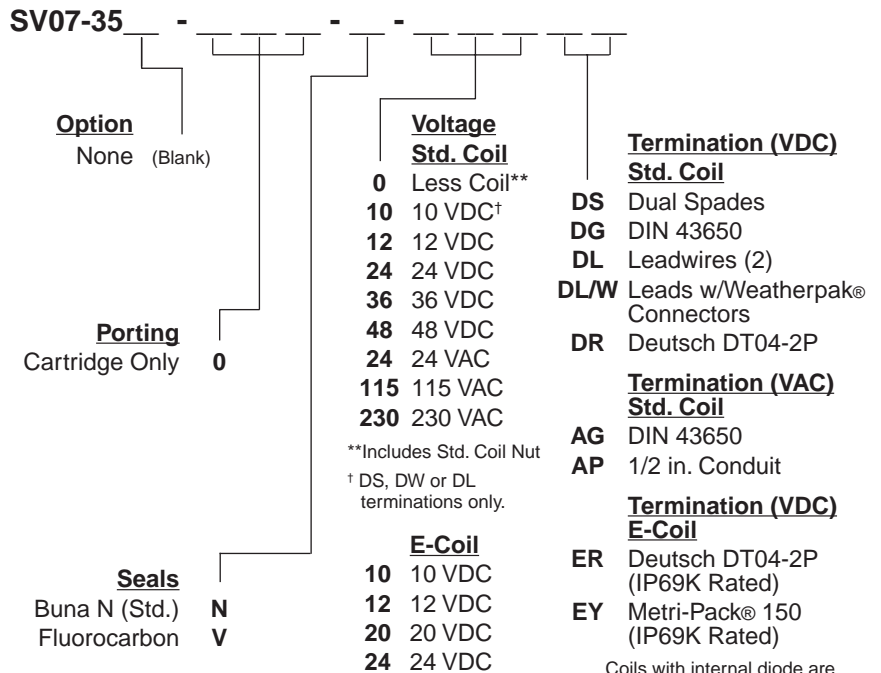 SV07-35__ - __ __ __ - __ - __ __ __ __ __
Option
None (Blank)
Porting
Cartridge Only 0
Seals
Buna N (Std.) N
Fluorocarbon V
Voltage
Std. Coil
0 Less Coil**
10 10 VDC†
12 12 VDC
24 24 VDC
36 36 VDC
48 48 VDC
24 24 VAC
115 115 VAC
230 230 VAC
**Includes Std. Coil Nut
† DS, DW or DL
terminations only.
E-Coil
10 10 VDC
12 12 VDC
20 20 VDC
24 24 VDC
Termination (VDC)
Std. Coil
DS Dual Spades
DG DIN 43650
DL Leadwires (2)
DL/W Leads w/Weatherpak®
Connectors
DR Deutsch DT04-2P
Termination (VAC)
Std. Coil
AG DIN 43650
AP 1/2 in. Conduit
Termination (VDC)
E-Coil
ER Deutsch DT04-2P
(IP69K Rated)
EY Metri-Pack® 150
(IP69K Rated)
Coils with internal diode are